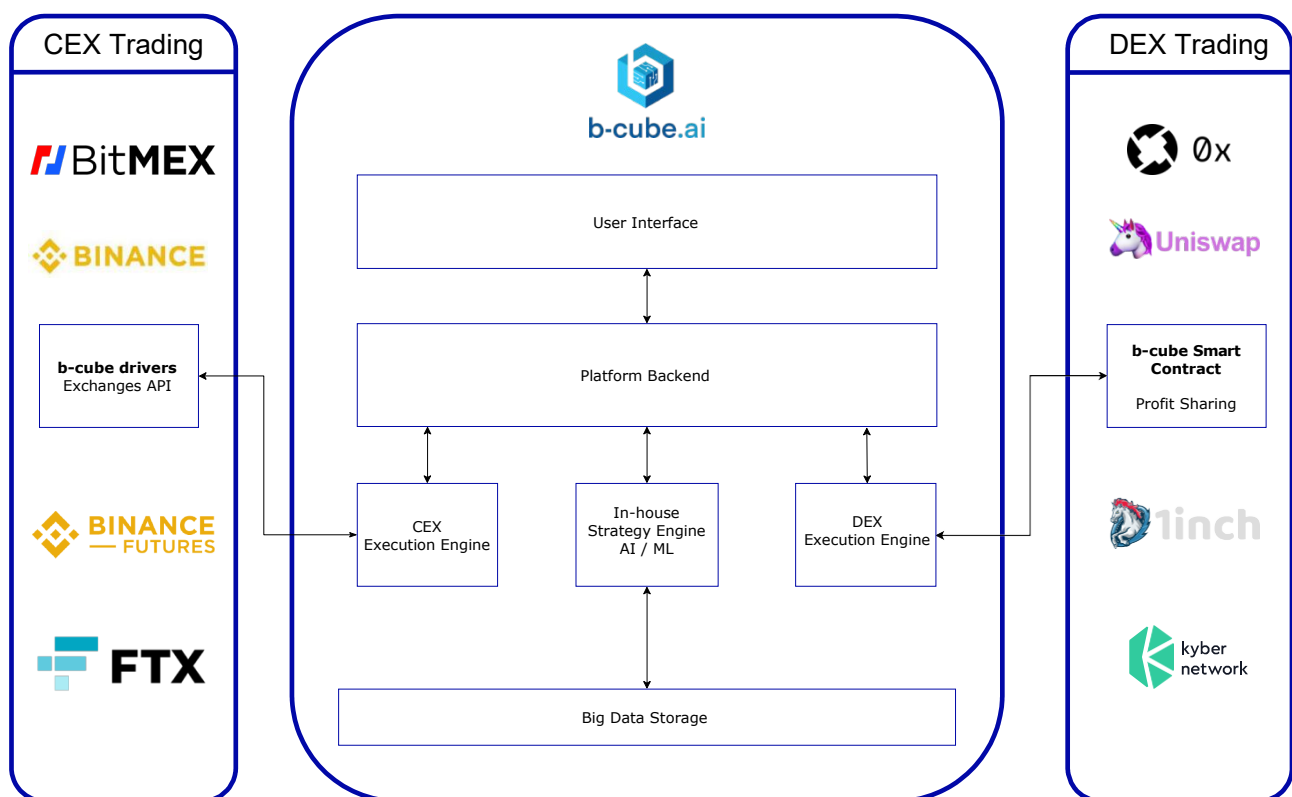 CEX Trading
BitMEX
BINANCE
b-cube drivers
Exchanges API
BINANCE
FUTURES
FTX
b-cube.ai
User Interface
Platform Backend
CEX
Execution Engine
In-house
Strategy Engine
AI / ML
DEX
Execution Engine
Big Data Storage
DEX Trading
0x
Uniswap
b-cube Smart
Contract
Profit Sharing
1inch
kyber
network